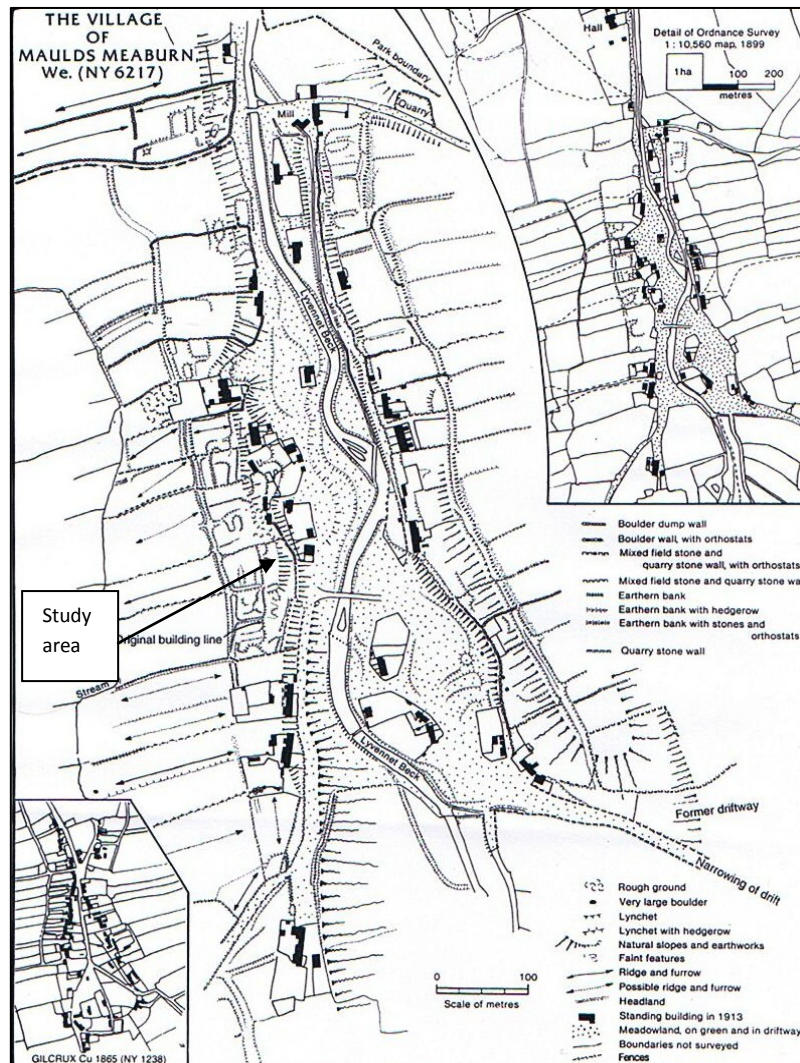 THE VILLAGE
OF
MAULDS MEABURN
We. (NY 6217)
Park boundary
Quarry
Mill
Hall
Detail of Ordnance Survey
1 : 10,560 map, 1899
1ha
100 200
metres
Lyvennet Beck
Study
area
Original building line
Stream
Lyvennet Beck
Former driftway
Narrowing of drift
Boulder dump wall
Boulder wall, with orthostats
Mixed field stone and
quarry stone wall, with orthostats
Mixed field stone and quarry stone wa
Earthern bank
Earthern bank with hedgerow
Earthern bank with stones and
orthostats
Quarry stone wall
Rough ground
Very large boulder
Lynchet
Lynchet with hedgerow
Natural slopes and earthworks
Faint features
Ridge and furrow
Possible ridge and furrow
Headland
Standing building in 1913
Meadowland, on green and in driftway
Boundaries not surveyed
Fences
0 100
Scale of metres
GILCRUX Cu 1865 (NY 1238)